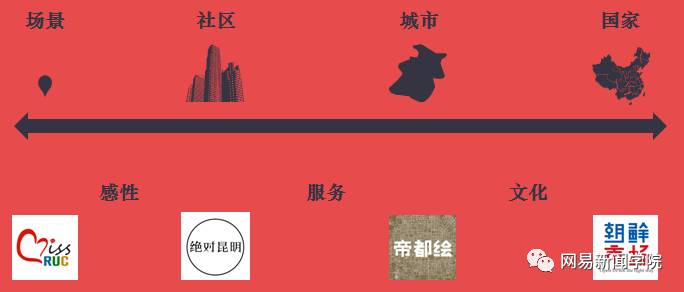 场景 社区 城市 国家
感性 服务 文化
Miss
RUC
绝对昆明
帝都绘
朝鲜
网易新闻学院